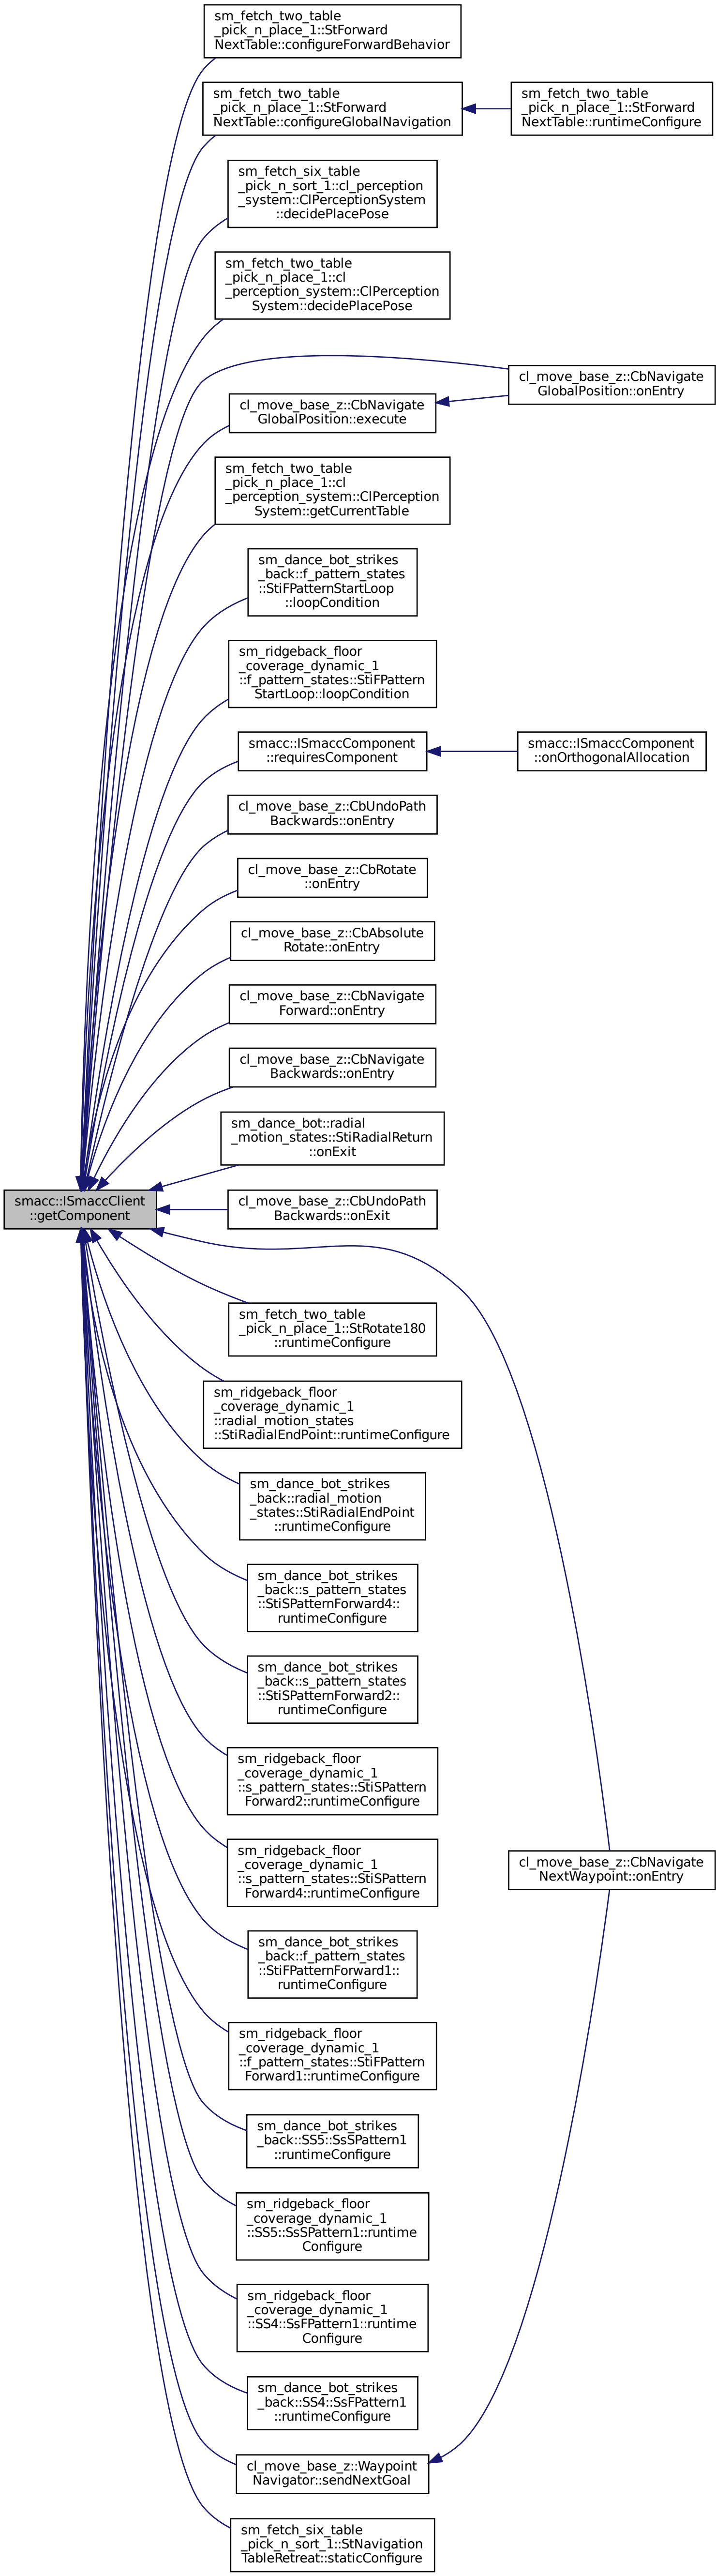 sm_fetch_two_table
_pick_n_place_1::StForward
NextTable::configureForwardBehavior
sm_fetch_two_table
_pick_n_place_1::StForward
NextTable::configureGlobalNavigation
sm_fetch_two_table
_pick_n_place_1::StForward
NextTable::runtimeConfigure
sm_fetch_six_table
_pick_n_sort_1::cl_perception
_system::ClPerceptionSystem
::decidePlacePose
sm_fetch_two_table
_pick_n_place_1::cl
_perception_system::ClPerception
System::decidePlacePose
cl_move_base_z::CbNavigate
GlobalPosition::onEntry
cl_move_base_z::CbNavigate
GlobalPosition::execute
sm_fetch_two_table
_pick_n_place_1::cl
_perception_system::ClPerception
System::getCurrentTable
sm_dance_bot_strikes
_back::f_pattern_states
::StiFPatternStartLoop
::loopCondition
sm_ridgeback_floor
_coverage_dynamic_1
::f_pattern_states::StiFPattern
StartLoop::loopCondition
smacc::ISmaccComponent
::requiresComponent
smacc::ISmaccComponent
::onOrthogonalAllocation
cl_move_base_z::CbUndoPath
Backwards::onEntry
cl_move_base_z::CbRotate
::onEntry
cl_move_base_z::CbAbsolute
Rotate::onEntry
cl_move_base_z::CbNavigate
Forward::onEntry
cl_move_base_z::CbNavigate
Backwards::onEntry
sm_dance_bot::radial
_motion_states::StiRadialReturn
::onExit
smacc::ISmaccClient
::getComponent
cl_move_base_z::CbUndoPath
Backwards::onExit
sm_fetch_two_table
_pick_n_place_1::StRotate180
::runtimeConfigure
sm_ridgeback_floor
_coverage_dynamic_1
::radial_motion_states
::StiRadialEndPoint::runtimeConfigure
sm_dance_bot_strikes
_back::radial_motion
_states::StiRadialEndPoint
::runtimeConfigure
sm_dance_bot_strikes
_back::s_pattern_states
::StiSPatternForward4::
runtimeConfigure
sm_dance_bot_strikes
_back::s_pattern_states
::StiSPatternForward2::
runtimeConfigure
sm_ridgeback_floor
_coverage_dynamic_1
::s_pattern_states::StiSPattern
Forward2::runtimeConfigure
sm_ridgeback_floor
_coverage_dynamic_1
::s_pattern_states::StiSPattern
Forward4::runtimeConfigure
cl_move_base_z::CbNavigate
NextWaypoint::onEntry
sm_dance_bot_strikes
_back::f_pattern_states
::StiFPatternForward1::
runtimeConfigure
sm_ridgeback_floor
_coverage_dynamic_1
::f_pattern_states::StiFPattern
Forward1::runtimeConfigure
sm_dance_bot_strikes
_back::SS5::SsSPattern1
::runtimeConfigure
sm_ridgeback_floor
_coverage_dynamic_1
::SS5::SsSPattern1::runtime
Configure
sm_ridgeback_floor
_coverage_dynamic_1
::SS4::SsFPattern1::runtime
Configure
sm_dance_bot_strikes
_back::SS4::SsFPattern1
::runtimeConfigure
cl_move_base_z::Waypoint
Navigator::sendNextGoal
sm_fetch_six_table
_pick_n_sort_1::StNavigation
TableRetreat::staticConfigure